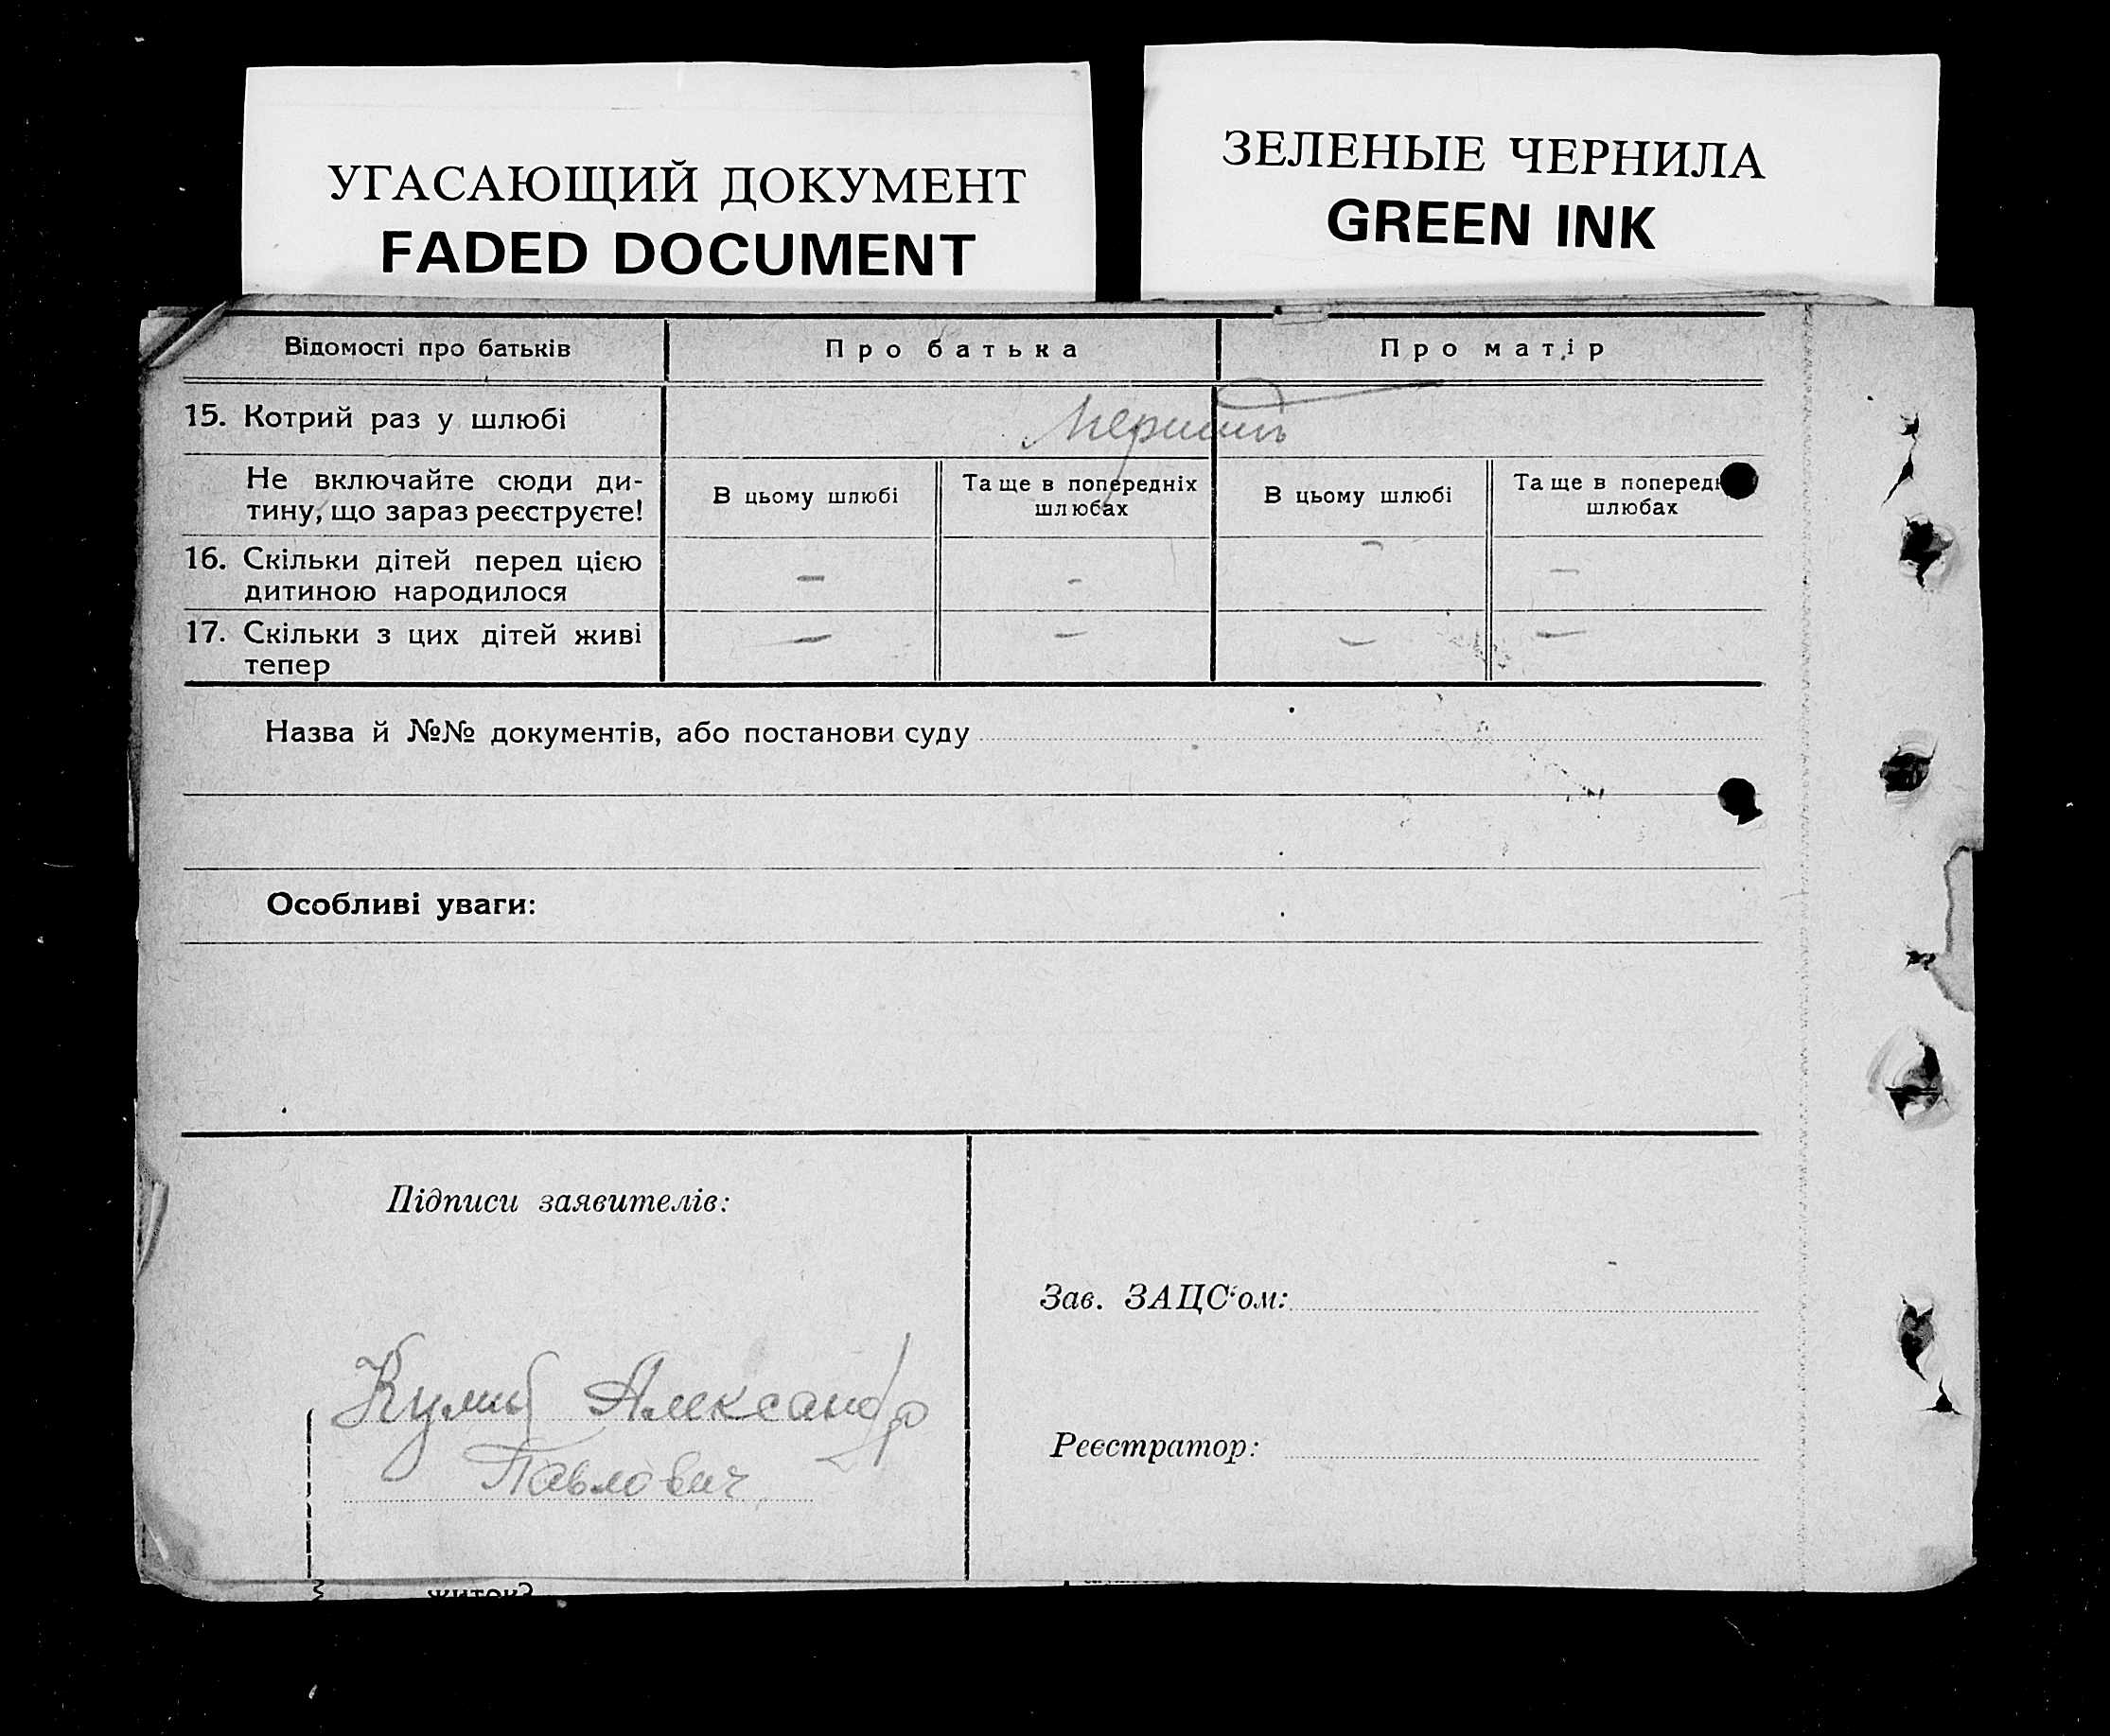 УГАСАЮЩИЙ ДОКУМЕНТ
FADED DOCUMENT
ЗЕЛЕНЫЕ ЧЕРНИЛА
GREEN INK
Відомості про батьків
Про батька
Про матір
15. Котрий раз у шлюбі
Не включайте сюди ди-
тину, що зараз реєструєте!
В цьому шлюбі
Та ще в попередніх
шлюбах
В цьому шлюбі
Та ще в поперед
шлюбах
16. Скільки дітей перед цією
дитиною народилося
– – – –
17. Скільки з цих дітей живі
тепер
– – – –
Назва й №№ документів, або постанови суду
Особливі уваги:
Підписи заявителів:
Александр
Павлович
Зав. ЗАЦС'ом:
Реєстратор: